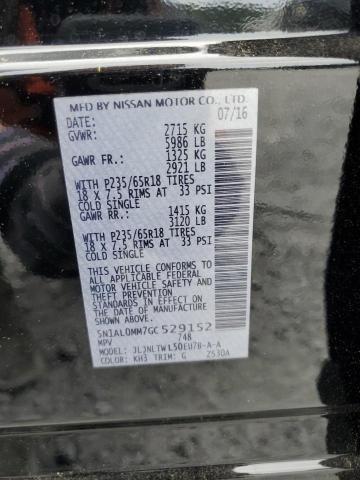 MFD BY NISSAN MOTOR CO., LTD.
DATE: 07/16
GVWR: 2715 KG
5986 LB
GAWR FR.: 1325 KG
2921 LB
WITH P235/65R18 TIRES
18 X 7.5 RIMS AT 33 PSI
COLD SINGLE
GAWR RR.: 1415 KG
3120 LB
WITH P235/65R18 TIRES
18 X 7.5 RIMS AT 33 PSI
COLD SINGLE
THIS VEHICLE CONFORMS TO
ALL APPLICABLE FEDERAL
MOTOR VEHICLE SAFETY AND
THEFT PREVENTION
STANDARDS IN EFFECT ON
THE DATE OF MANUFACTURE
SHOWN ABOVE.
5N1AL0MM7GC529152
MPV 748
MODEL: JLJNLTWL50EU7B-A-A
COLOR: KH3 TRIM: G Z530A